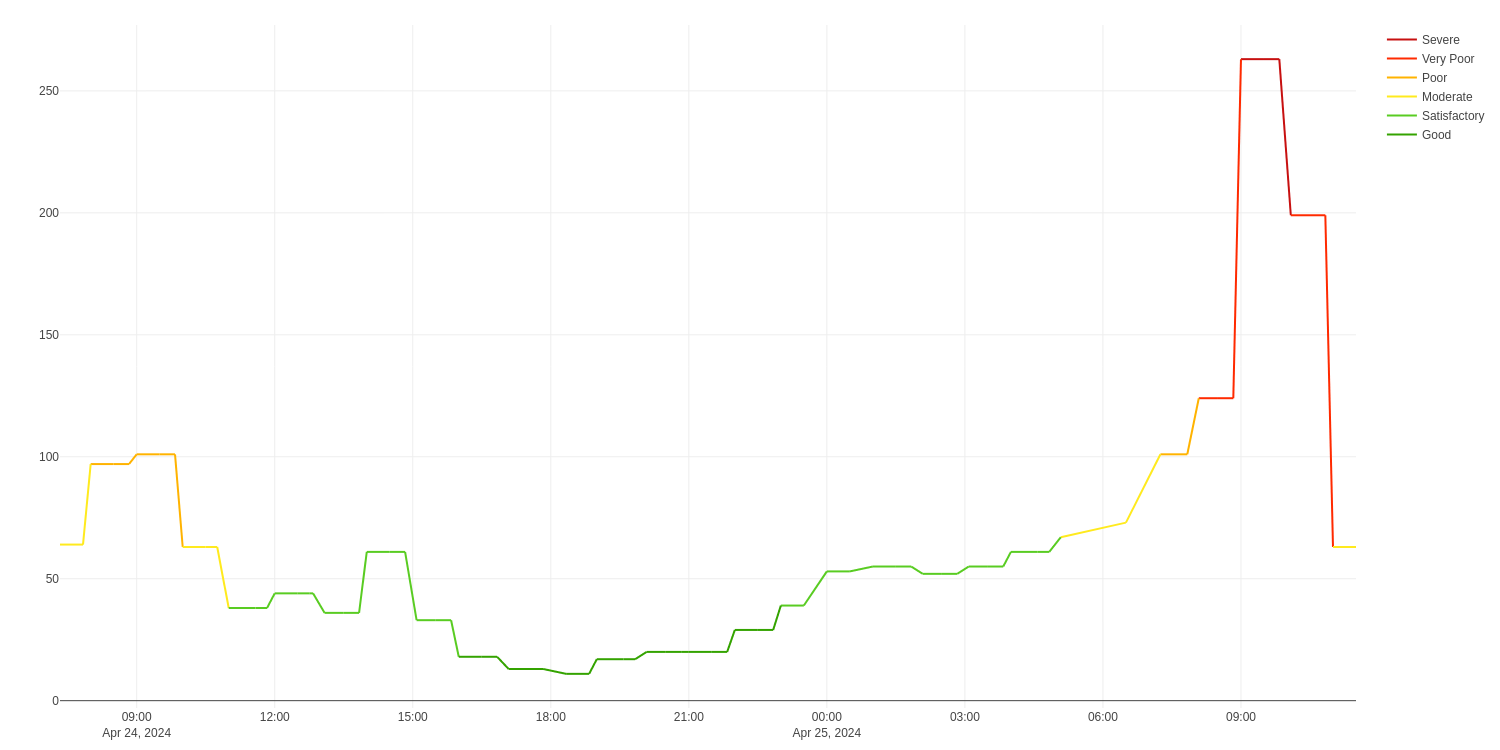 250
200
150
100
50
0
09:00
Apr 24, 2024
12:00
15:00
18:00
21:00
00:00
Apr 25, 2024
03:00
06:00
09:00
Severe
Very Poor
Poor
Moderate
Satisfactory
Good